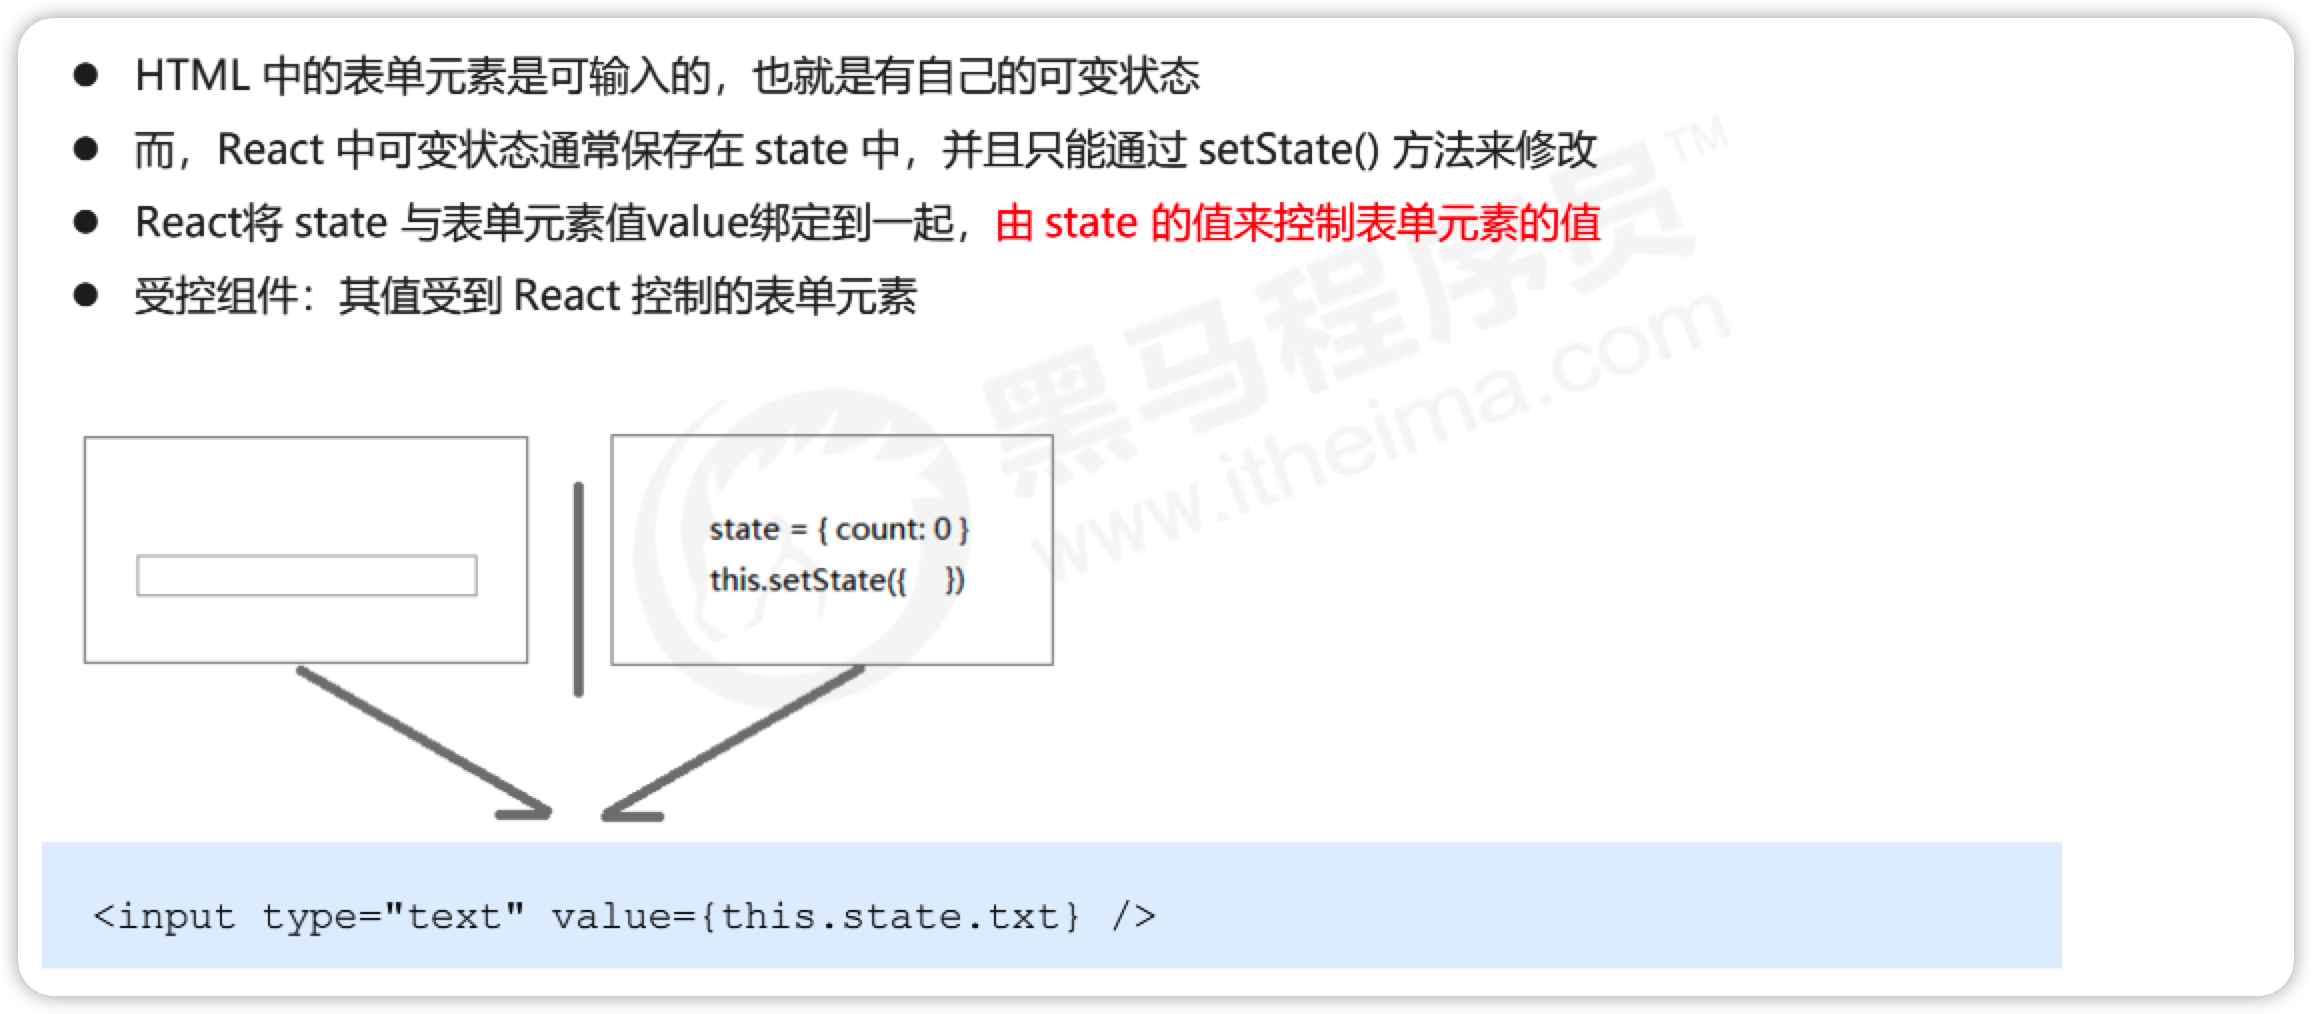 ● HTML 中的表单元素是可输入的，也就是有自己的可变状态
● 而，React 中可变状态通常保存在 state 中，并且只能通过 setState() 方法来修改
● React将 state 与表单元素值value绑定到一起，由 state 的值来控制表单元素的值
● 受控组件：其值受到 React 控制的表单元素
黑马程序员™
www.itheima.com
state = { count: 0 }
this.setState({ })
<input type="text" value={this.state.txt} />